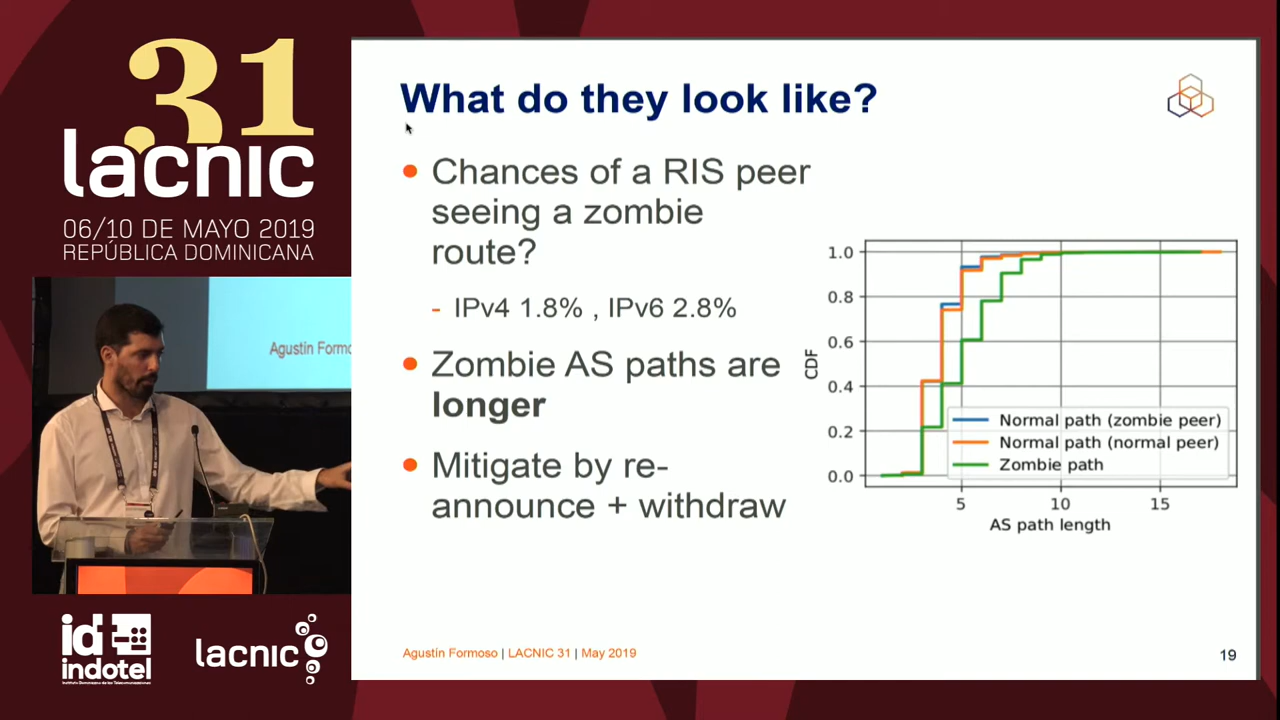 31
lacnic
06/10 DE MAYO 2019
REPÚBLICA DOMINICANA
Agustín Formo
id
indotel
lacnic
What do they look like?
Chances of a RIS peer
seeing a zombie
route?
- IPv4 1.8% , IPv6 2.8%
Zombie AS paths are
longer
Mitigate by re-
announce + withdraw
1.0
0.8
0.6
0.4
0.2
0.0
CDF
Normal path (zombie peer)
Normal path (normal peer)
Zombie path
5 10 15
AS path length
Agustín Formoso | LACNIC 31 | May 2019
19